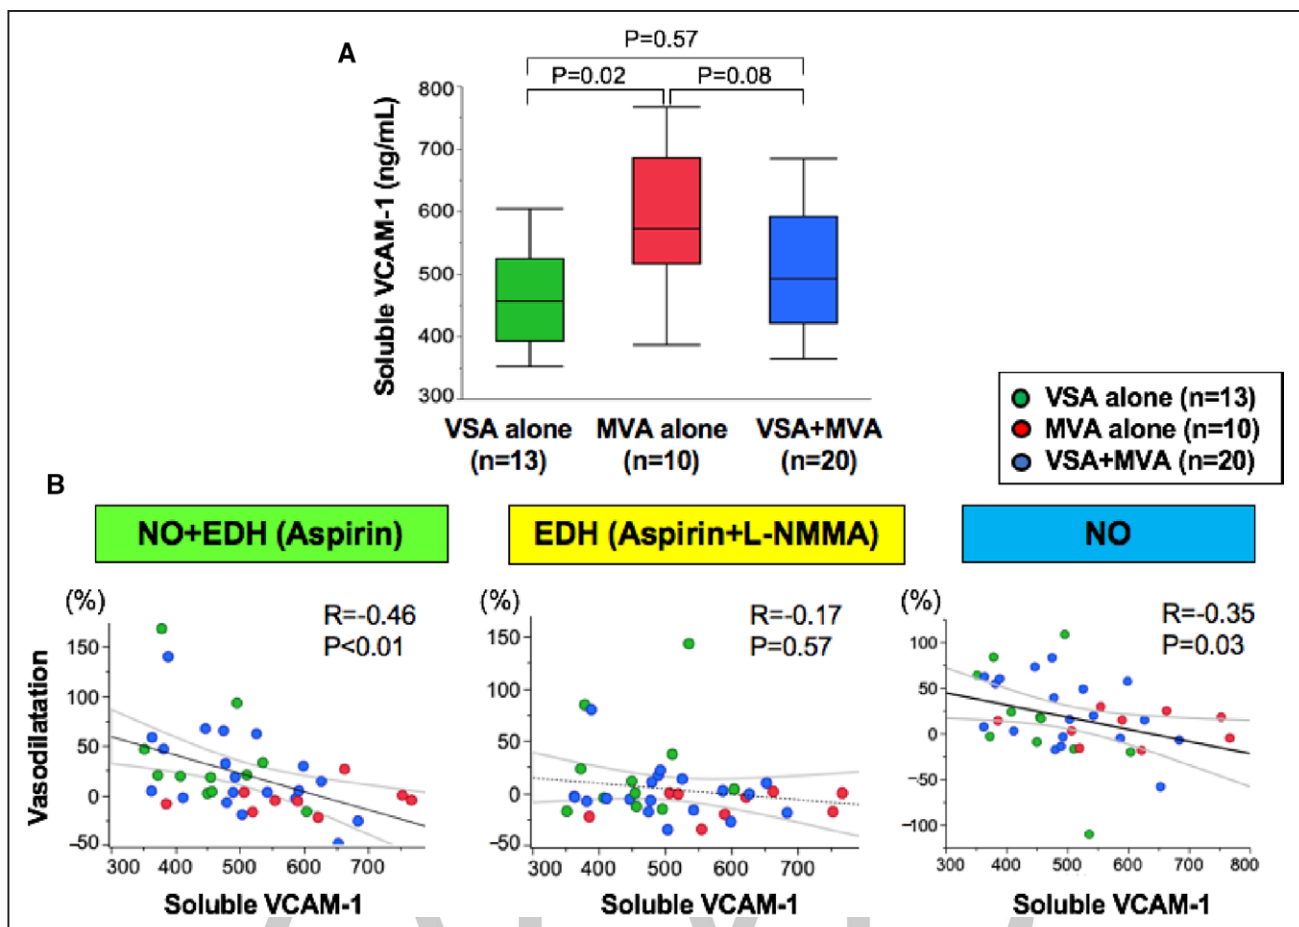 A
P=0.57
P=0.02 P=0.08
Soluble VCAM-1 (ng/mL)
800
700
600
500
400
300
VSA alone MVA alone VSA+MVA
(n=13) (n=10) (n=20)
VSA alone (n=13)
MVA alone (n=10)
VSA+MVA (n=20)
B
NO+EDH (Aspirin)
(%)
R=-0.46
P<0.01
Vasodilatation
150
100
50
0
−50
300 400 500 600 700
Soluble VCAM-1
EDH (Aspirin+L-NMMA)
(%)
R=-0.17
P=0.57
150
100
50
0
−50
300 400 500 600 700
Soluble VCAM-1
NO
(%)
R=-0.35
P=0.03
100
50
0
−50
−100
300 400 500 600 700 800
Soluble VCAM-1